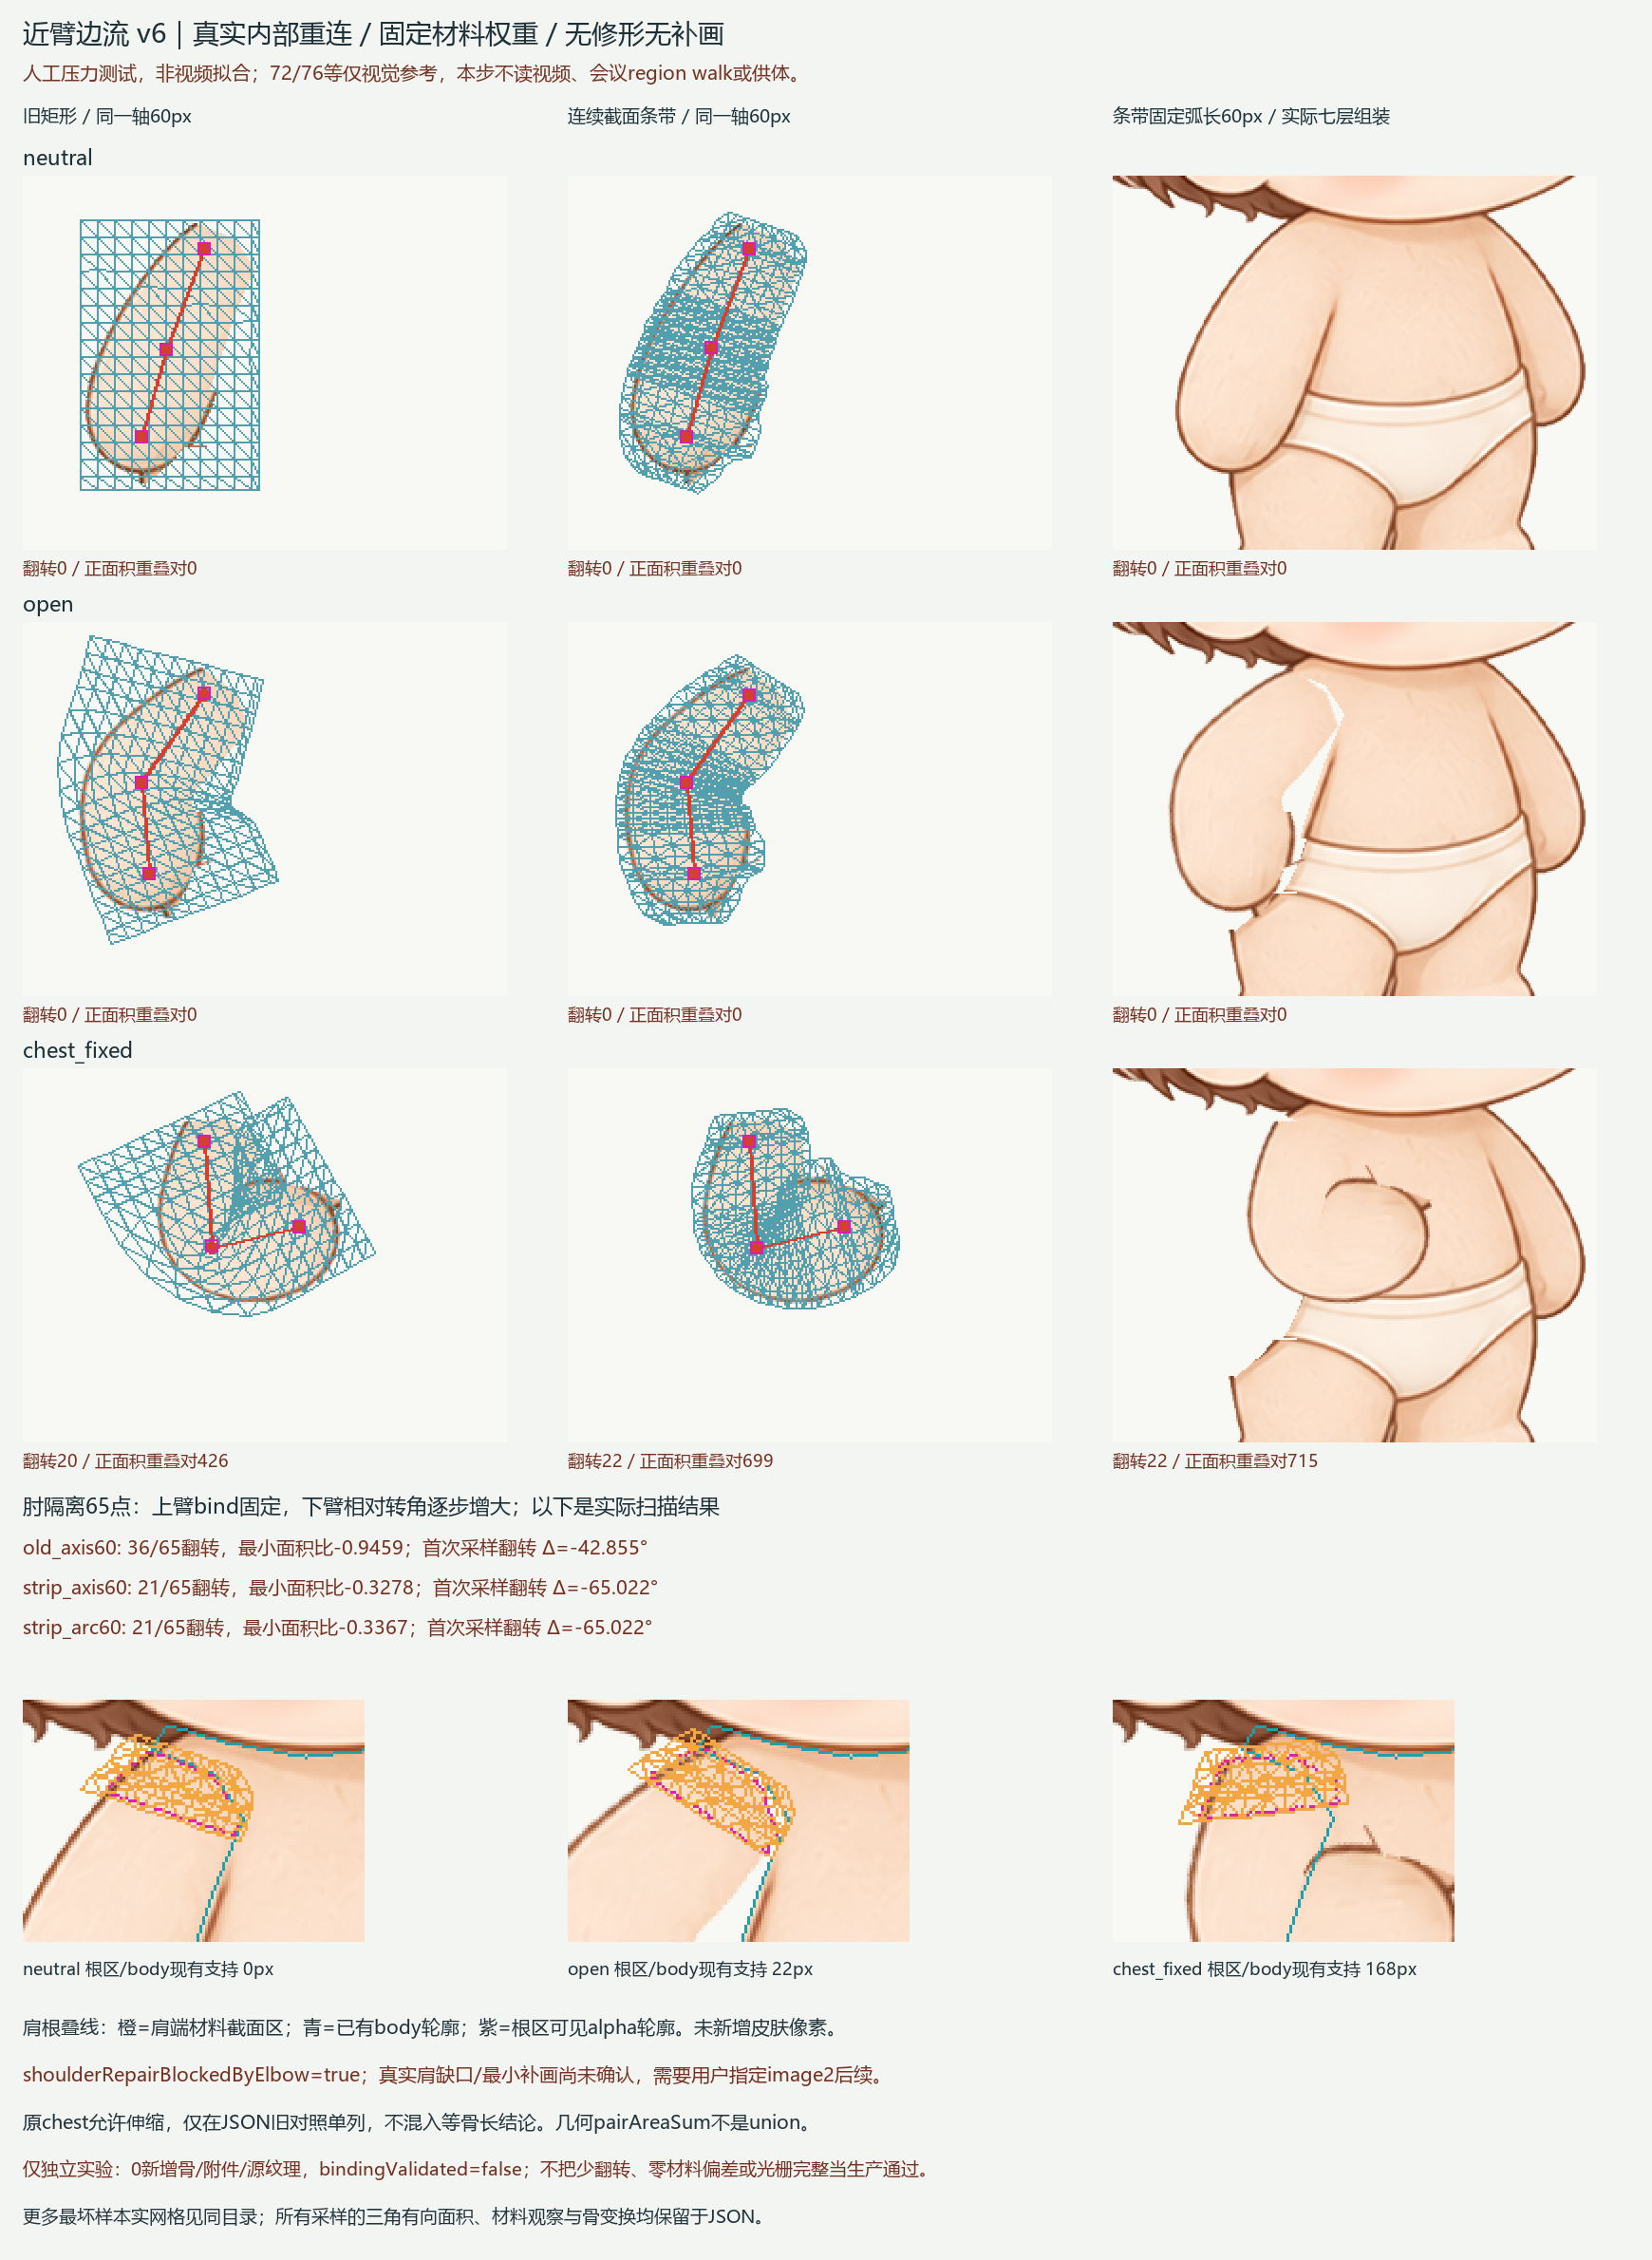 近臂边流 v6｜真实内部重连 / 固定材料权重 / 无修形无补画
人工压力测试，非视频拟合；72/76等仅视觉参考，本步不读视频、会议region walk或供体。
旧矩形 / 同一轴60px
连续截面条带 / 同一轴60px
条带固定弧长60px / 实际七层组装
neutral
翻转0 / 正面积重叠对0
翻转0 / 正面积重叠对0
翻转0 / 正面积重叠对0
open
翻转0 / 正面积重叠对0
翻转0 / 正面积重叠对0
翻转0 / 正面积重叠对0
chest_fixed
翻转20 / 正面积重叠对426
翻转22 / 正面积重叠对699
翻转22 / 正面积重叠对715
肘隔离65点：上臂bind固定，下臂相对转角逐步增大；以下是实际扫描结果
old_axis60: 36/65翻转，最小面积比-0.9459；首次采样翻转 Δ=-42.855°
strip_axis60: 21/65翻转，最小面积比-0.3278；首次采样翻转 Δ=-65.022°
strip_arc60: 21/65翻转，最小面积比-0.3367；首次采样翻转 Δ=-65.022°
neutral 根区/body现有支持 0px
open 根区/body现有支持 22px
chest_fixed 根区/body现有支持 168px
肩根叠线：橙=肩端材料截面区；青=已有body轮廓；紫=根区可见alpha轮廓。未新增皮肤像素。
shoulderRepairBlockedByElbow=true；真实肩缺口/最小补画尚未确认，需要用户指定image2后续。
原chest允许伸缩，仅在JSON旧对照单列，不混入等骨长结论。几何pairAreaSum不是union。
仅独立实验：0新增骨/附件/源纹理，bindingValidated=false；不把少翻转、零材料偏差或光栅完整当生产通过。
更多最坏样本实网格见同目录；所有采样的三角有向面积、材料观察与骨变换均保留于JSON。